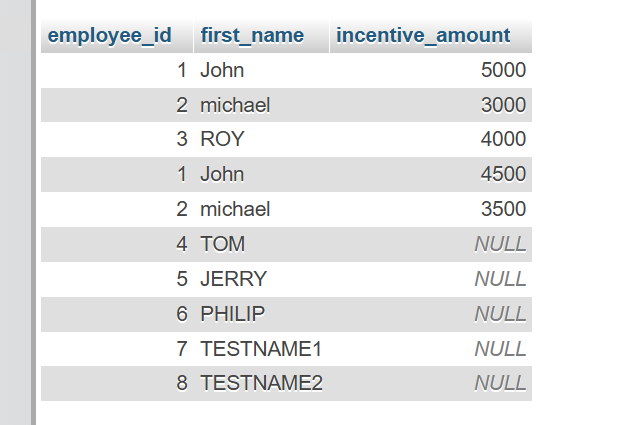 employee_id first_name incentive_amount
1 John 5000
2 michael 3000
3 ROY 4000
1 John 4500
2 michael 3500
4 TOM NULL
5 JERRY NULL
6 PHILIP NULL
7 TESTNAME1 NULL
8 TESTNAME2 NULL